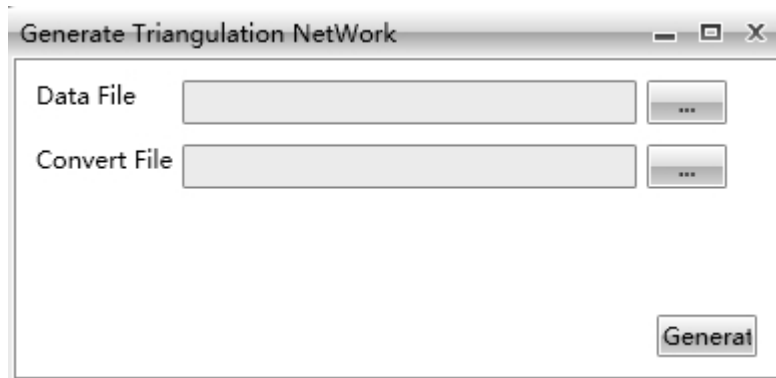 Generate Triangulation NetWork
Data File ...
Convert File ...
Generat